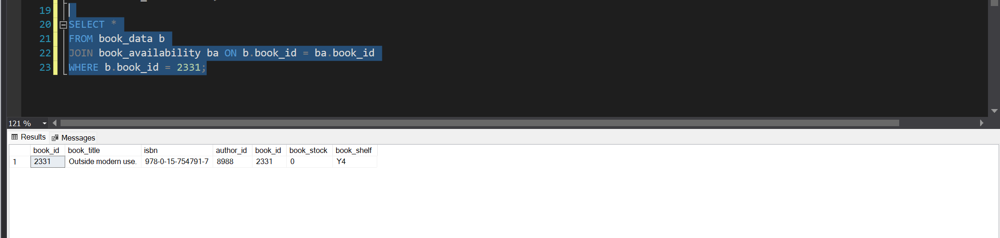 19
20 SELECT *
21 FROM book_data b
22 JOIN book_availability ba ON b.book_id = ba.book_id
23 WHERE b.book_id = 2331;
121 %
Results Messages
book_id book_title isbn author_id book_id book_stock book_shelf
1 2331 Outside modern use. 978-0-15-754791-7 8988 2331 0 Y4